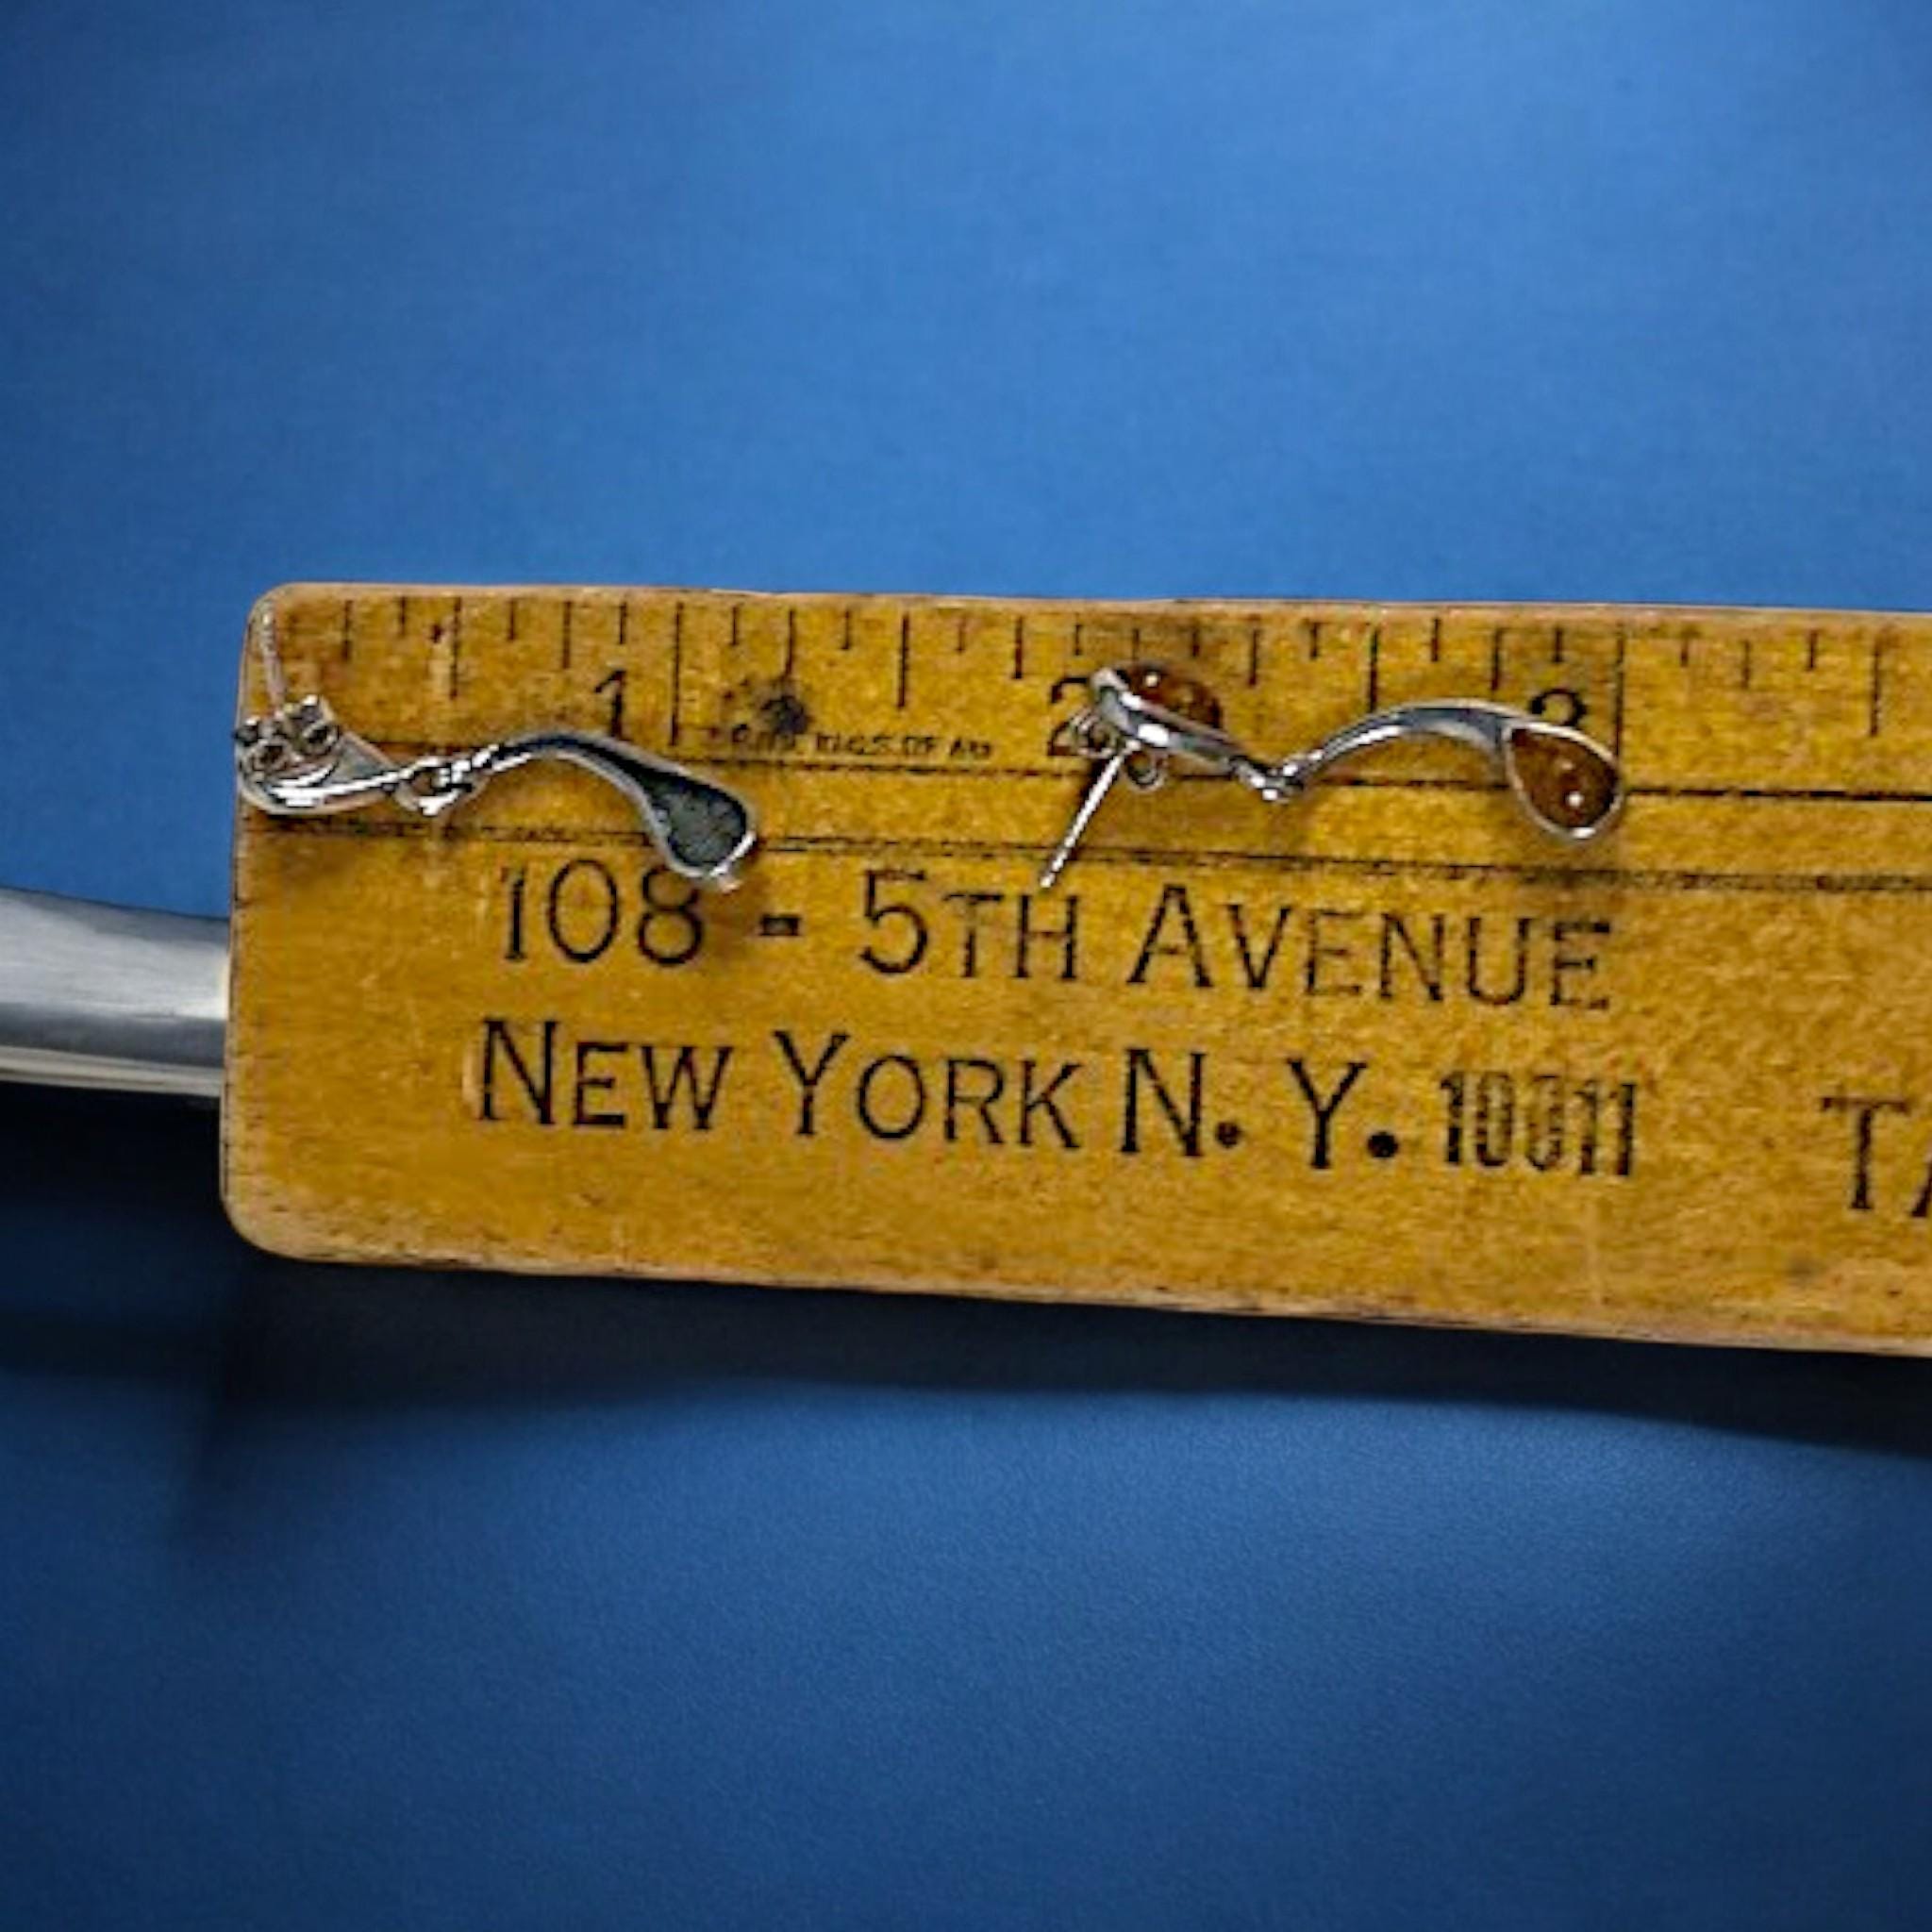 1 2 3
108 - 5TH AVENUE
NEW YORK N. Y. 10011